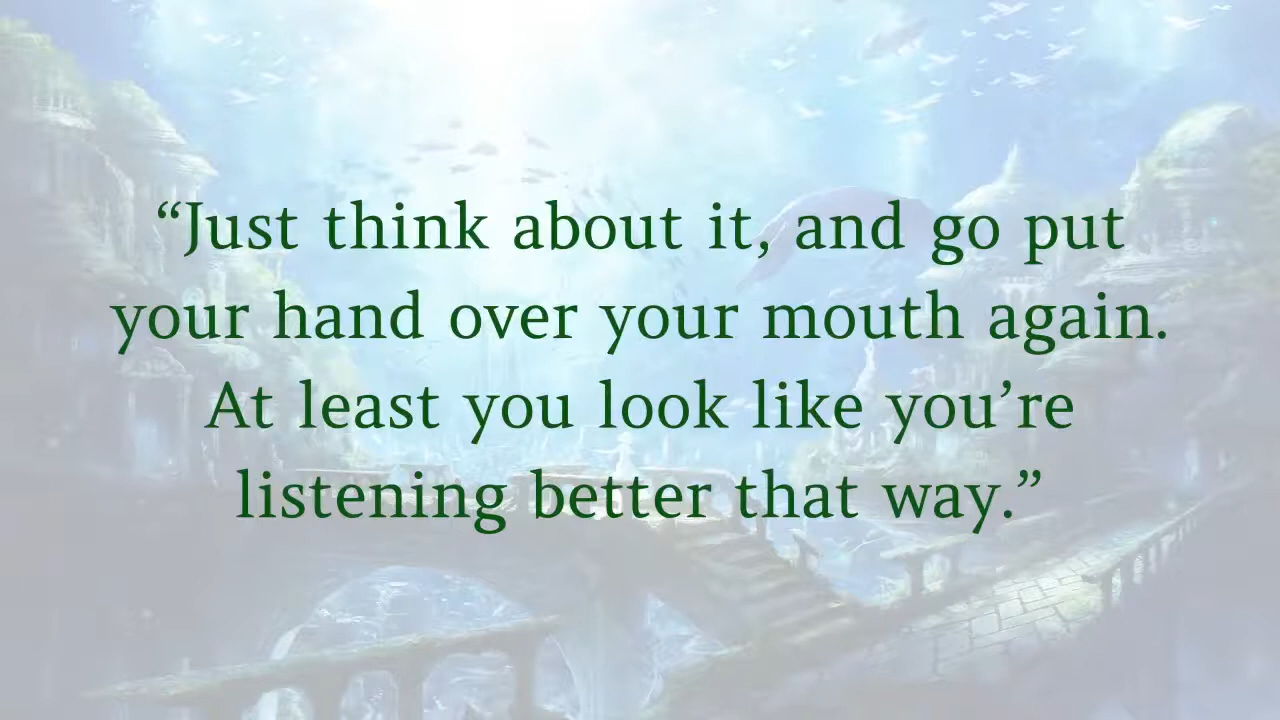 “Just think about it, and go put
your hand over your mouth again.
At least you look like you’re
listening better that way.”